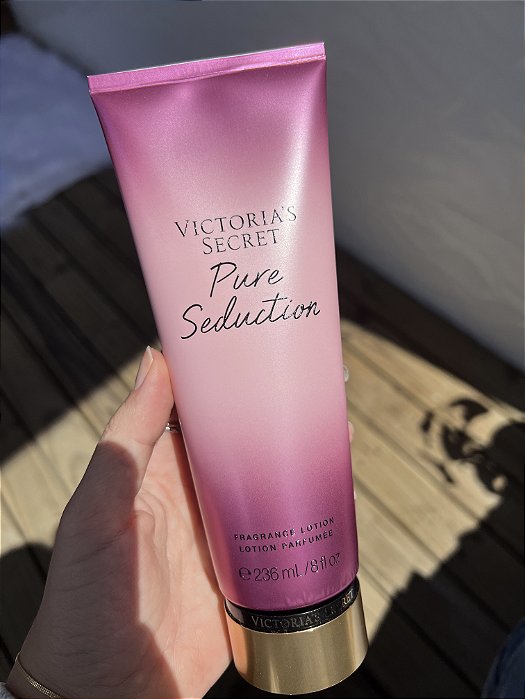 VICTORIA'S
SECRET
Pure
Seduction
FRAGRANCE LOTION
LOTION PARFUMÉE
℮ 236 mL/8 fl oz
VICTORIA'S SECRET